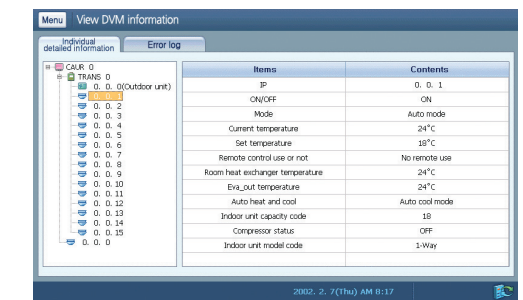 Menu View DVM information
Individual
detailed information
Error log
CAUR 0
TRANS 0
0. 0. 0(Outdoor unit)
0. 0. 1
0. 0. 2
0. 0. 3
0. 0. 4
0. 0. 5
0. 0. 6
0. 0. 7
0. 0. 8
0. 0. 9
0. 0. 10
0. 0. 11
0. 0. 12
0. 0. 13
0. 0. 14
0. 0. 15
0. 0. 0
Items Contents
IP 0. 0. 1
ON/OFF ON
Mode Auto mode
Current temperature 24°C
Set temperature 18°C
Remote control use or not No remote use
Room heat exchanger temperature 24°C
Eva_out temperature 24°C
Auto heat and cool Auto cool mode
Indoor unit capacity code 18
Compressor status OFF
Indoor unit model code 1-Way
2002. 2. 7(Thu) AM 8:17